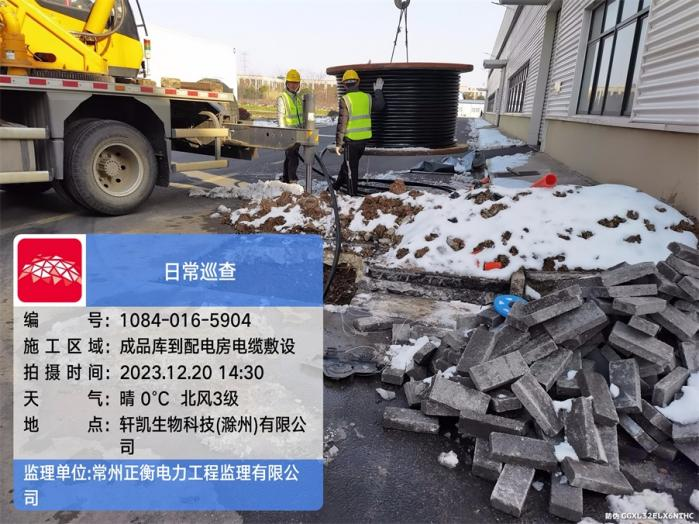 日常巡查
编 号：1084-016-5904
施工区域：成品库到配电房电缆敷设
拍摄时间：2023.12.20 14:30
天 气：晴 0℃ 北风3级
地 点：轩凯生物科技(滁州)有限公
司
监理单位:常州正衡电力工程监理有限公
司
防伪 GGXL32ELX6NTHC